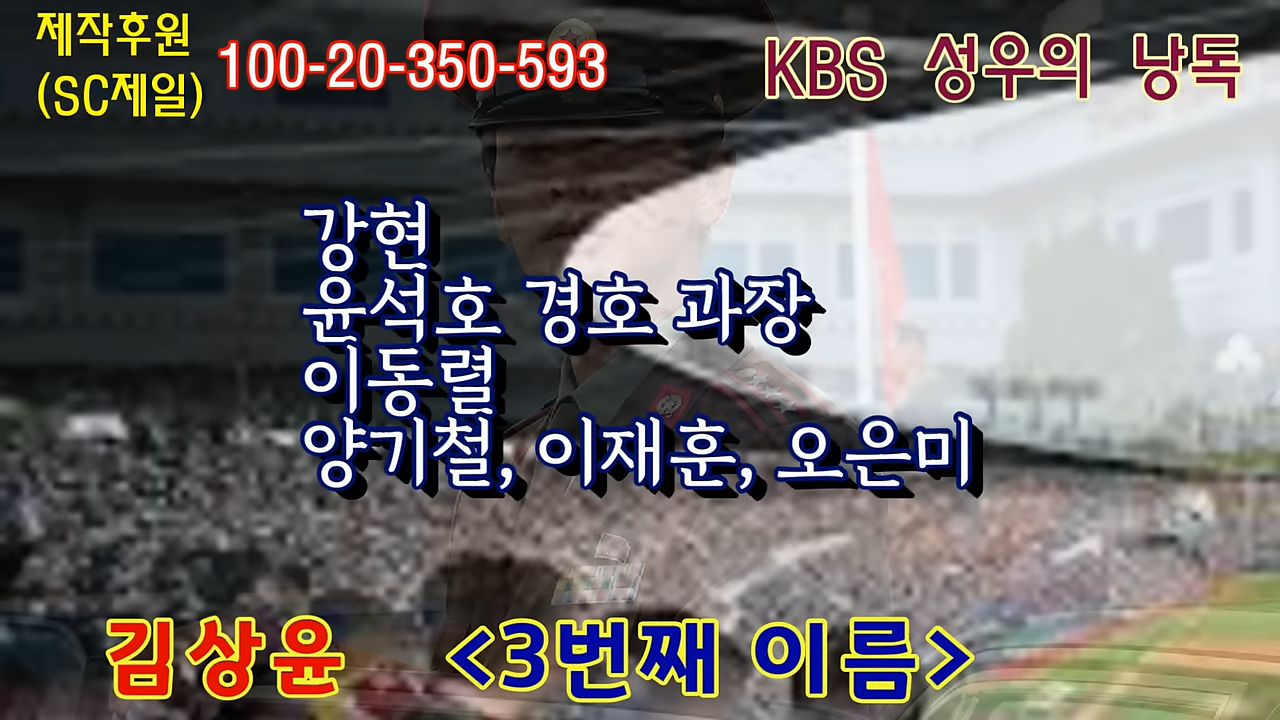 제작후원
(SC제일)
100-20-350-593
KBS 성우의 낭독
강현
윤석호 경호 과장
이동렬
양기철, 이재훈, 오은미
김상윤 <3번째 이름>